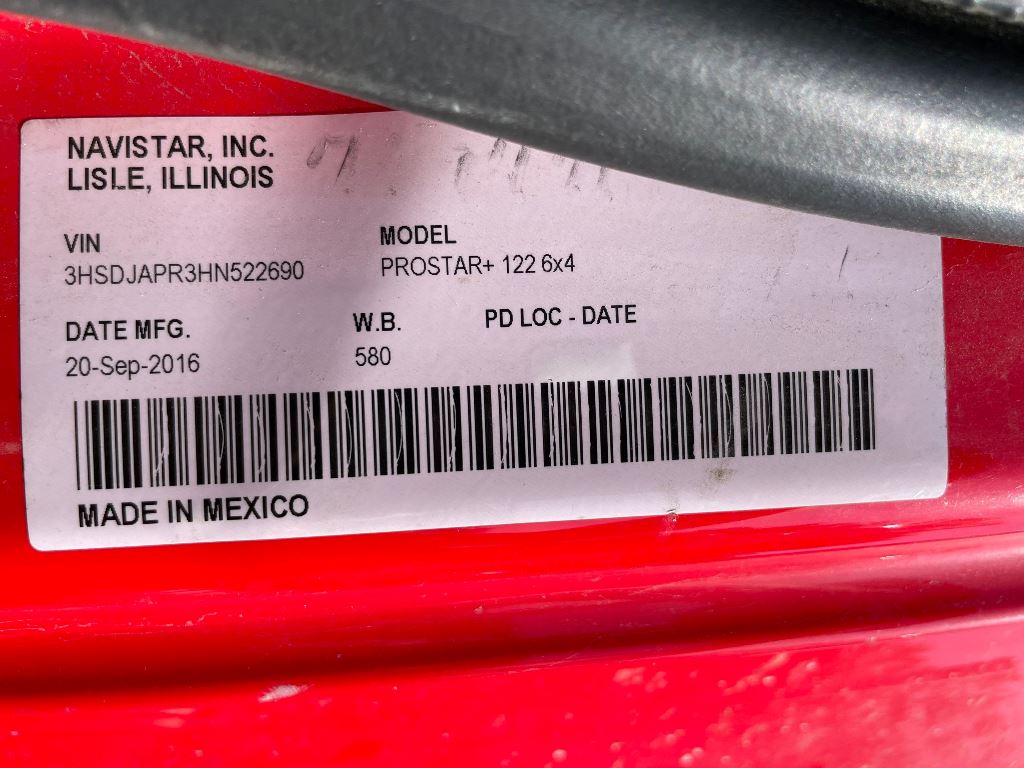 NAVISTAR, INC.
LISLE, ILLINOIS
VIN
3HSDJAPR3HN522690
MODEL
PROSTAR+ 122 6x4
DATE MFG.
20-Sep-2016
W.B.
580
PD LOC - DATE
MADE IN MEXICO